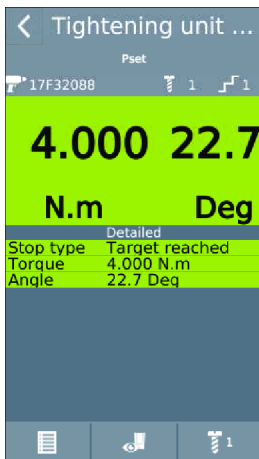 Tightening unit ...
Pset
17F32088 1 1
4.000 22.7
N.m Deg
Detailed
Stop type Target reached
Torque 4.000 N.m
Angle 22.7 Deg
1